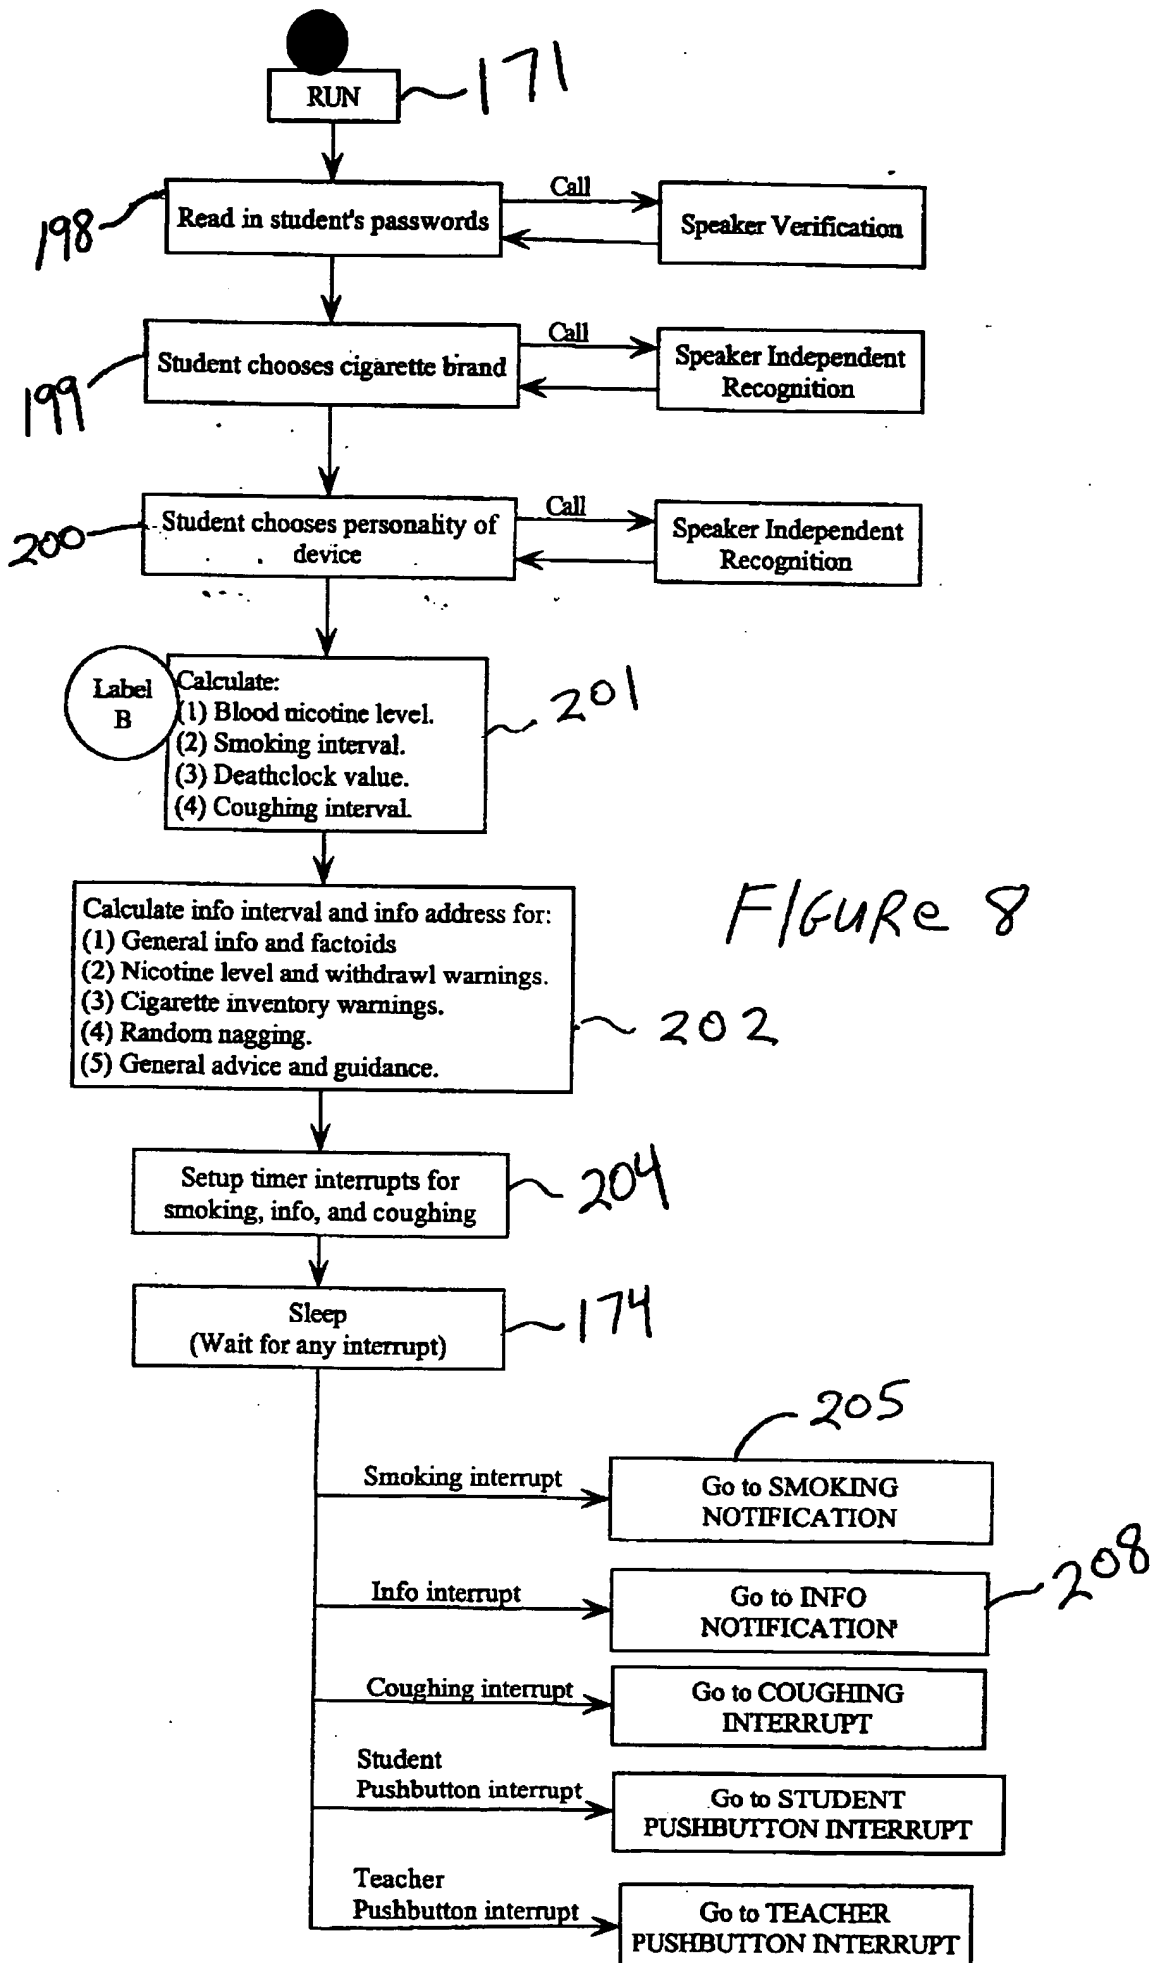 RUN
171
198
Read in student's passwords
Call
Speaker Verification
199
Student chooses cigarette brand
Call
Speaker Independent
Recognition
200
Student chooses personality of
device
Call
Speaker Independent
Recognition
Label
B
Calculate:
(1) Blood nicotine level.
(2) Smoking interval.
(3) Deathclock value.
(4) Coughing interval.
201
FIGURe 8
Calculate info interval and info address for:
(1) General info and factoids
(2) Nicotine level and withdrawl warnings.
(3) Cigarette inventory warnings.
(4) Random nagging.
(5) General advice and guidance.
202
Setup timer interrupts for
smoking, info, and coughing
204
Sleep
(Wait for any interrupt)
174
205
Smoking interrupt
Go to SMOKING
NOTIFICATION
208
Info interrupt
Go to INFO
NOTIFICATION
Coughing interrupt
Go to COUGHING
INTERRUPT
Student
Pushbutton interrupt
Go to STUDENT
PUSHBUTTON INTERRUPT
Teacher
Pushbutton interrupt
Go to TEACHER
PUSHBUTTON INTERRUPT